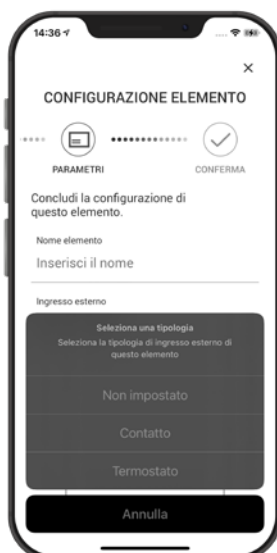 14:36
×
CONFIGURAZIONE ELEMENTO
PARAMETRI
CONFERMA
Concludi la configurazione di
questo elemento.
Nome elemento
Inserisci il nome
Ingresso esterno
Seleziona una tipologia
Seleziona la tipologia di ingresso esterno di
questo elemento
Non impostato
Contatto
Termostato
Annulla